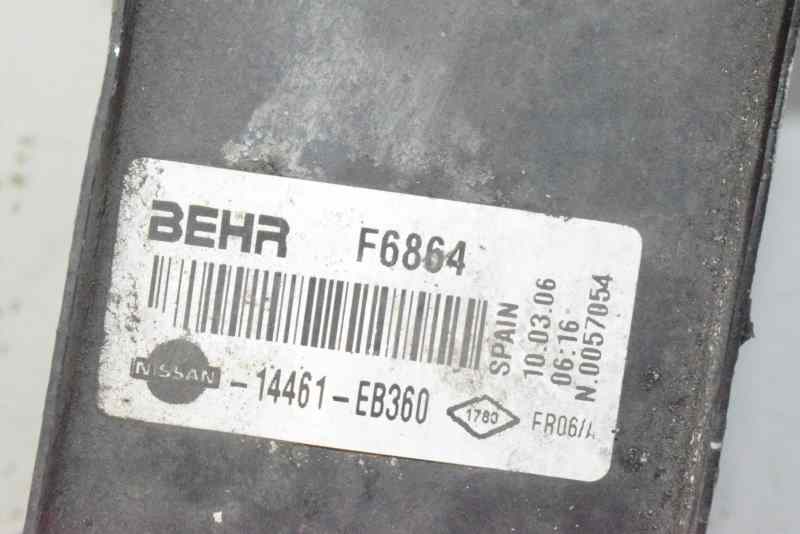 BEHR F6864
SPAIN
10.03.06
06:16
N.0057054
NISSAN -14461-EB360
1780
FR06/A